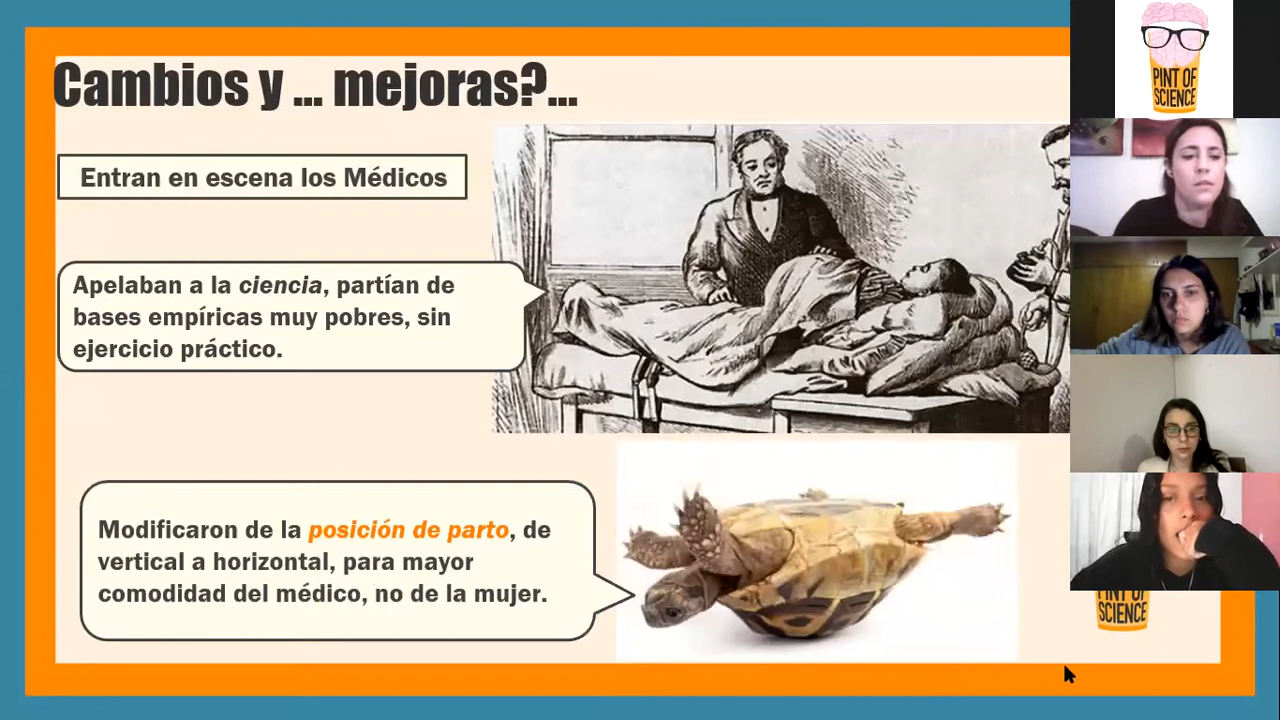 Cambios y ... mejoras?...
Entran en escena los Médicos
Apelaban a la ciencia, partían de
bases empíricas muy pobres, sin
ejercicio práctico.
Modificaron de la posición de parto, de
vertical a horizontal, para mayor
comodidad del médico, no de la mujer.
PINT OF
SCIENCE
PINT OF
SCIENCE